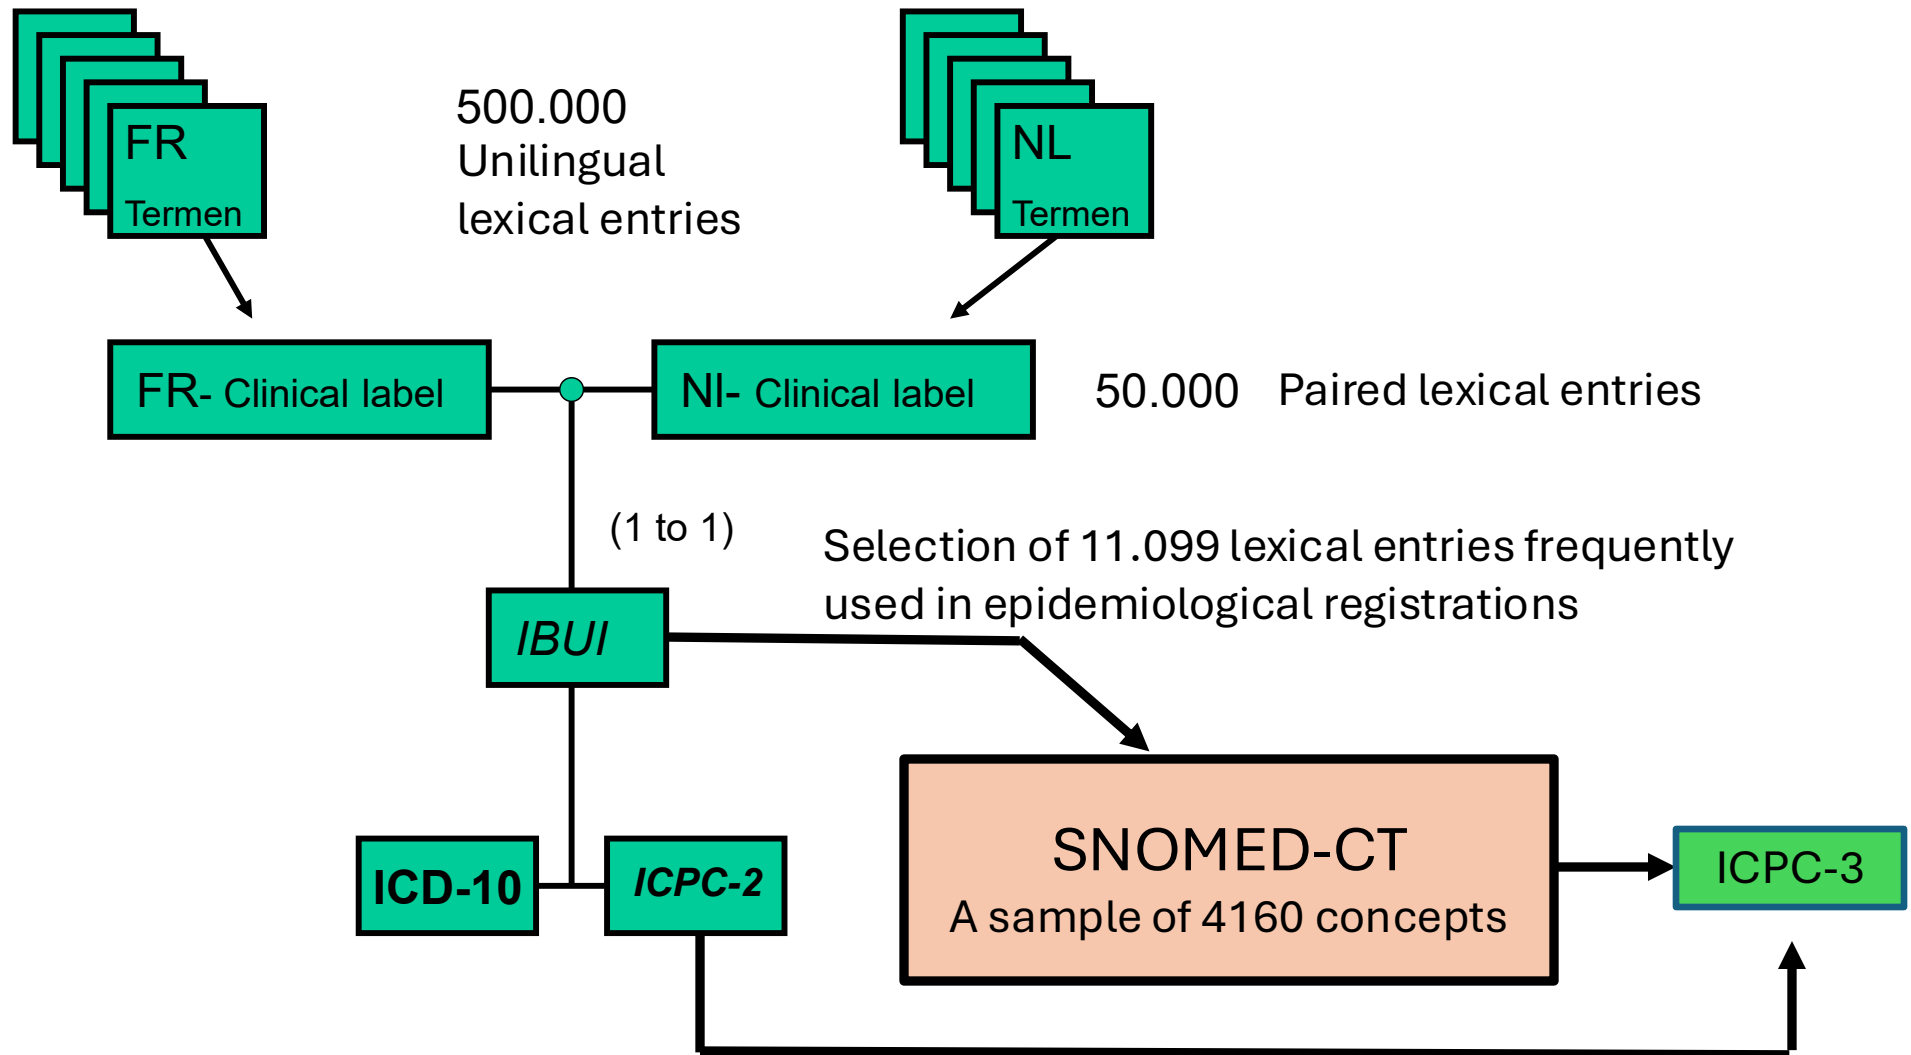 FR
Termen
500.000
Unilingual
lexical entries
NL
Termen
FR- Clinical label
Nl- Clinical label
50.000 Paired lexical entries
(1 to 1)
Selection of 11.099 lexical entries frequently
used in epidemiological registrations
IBUI
SNOMED-CT
A sample of 4160 concepts
ICD-10
ICPC-2
ICPC-3